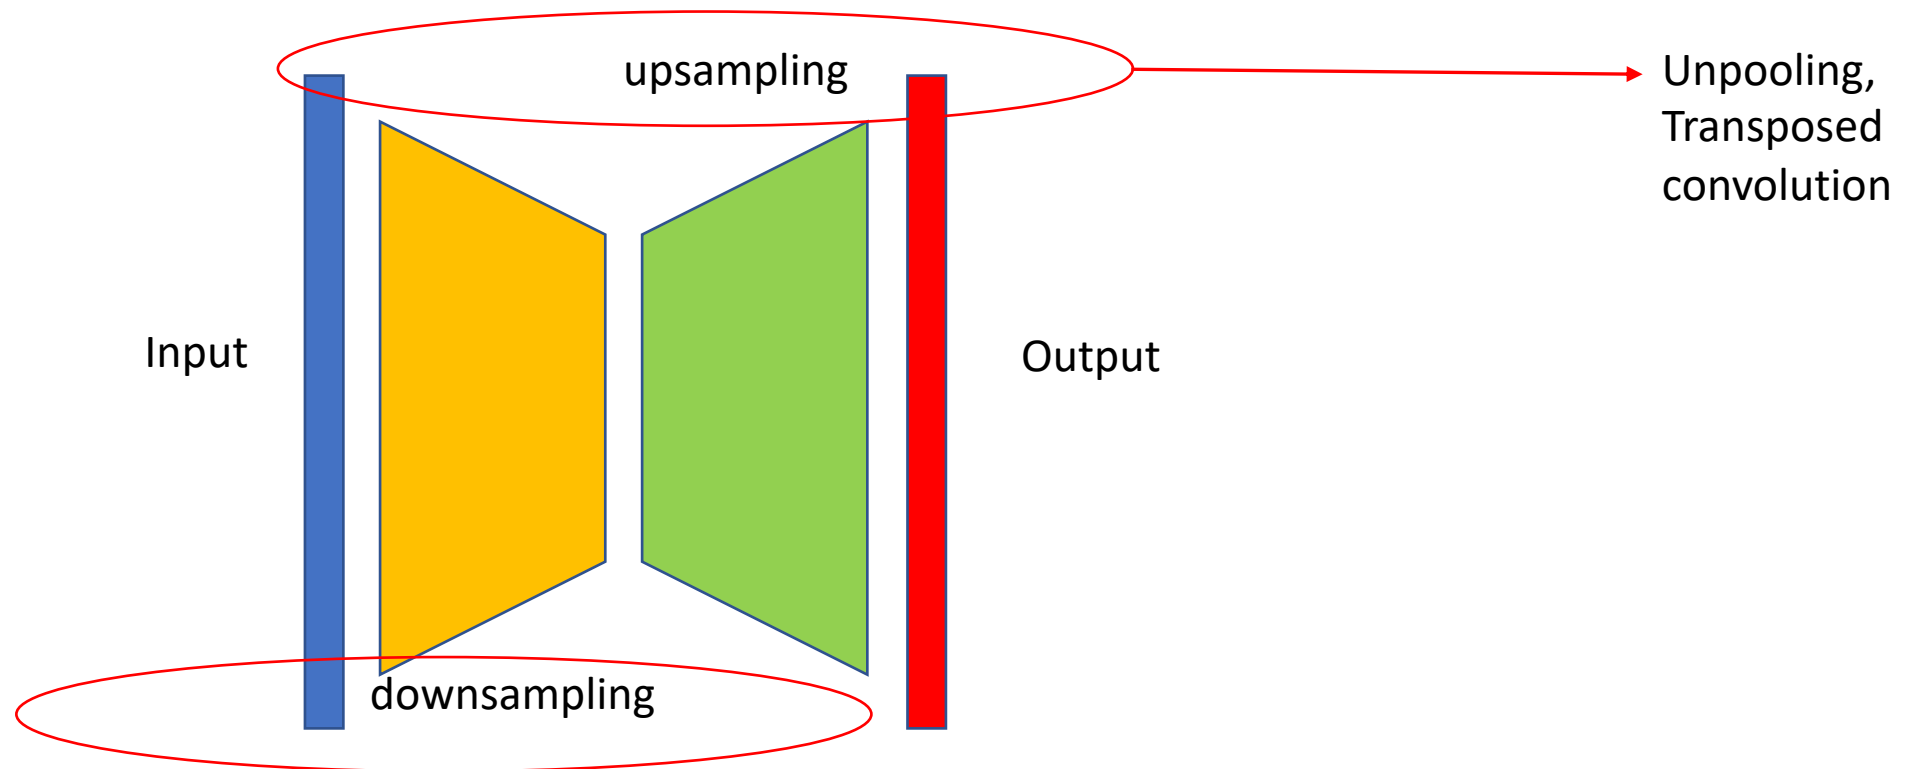 upsampling
Unpooling,
Transposed
convolution
Input
Output
downsampling